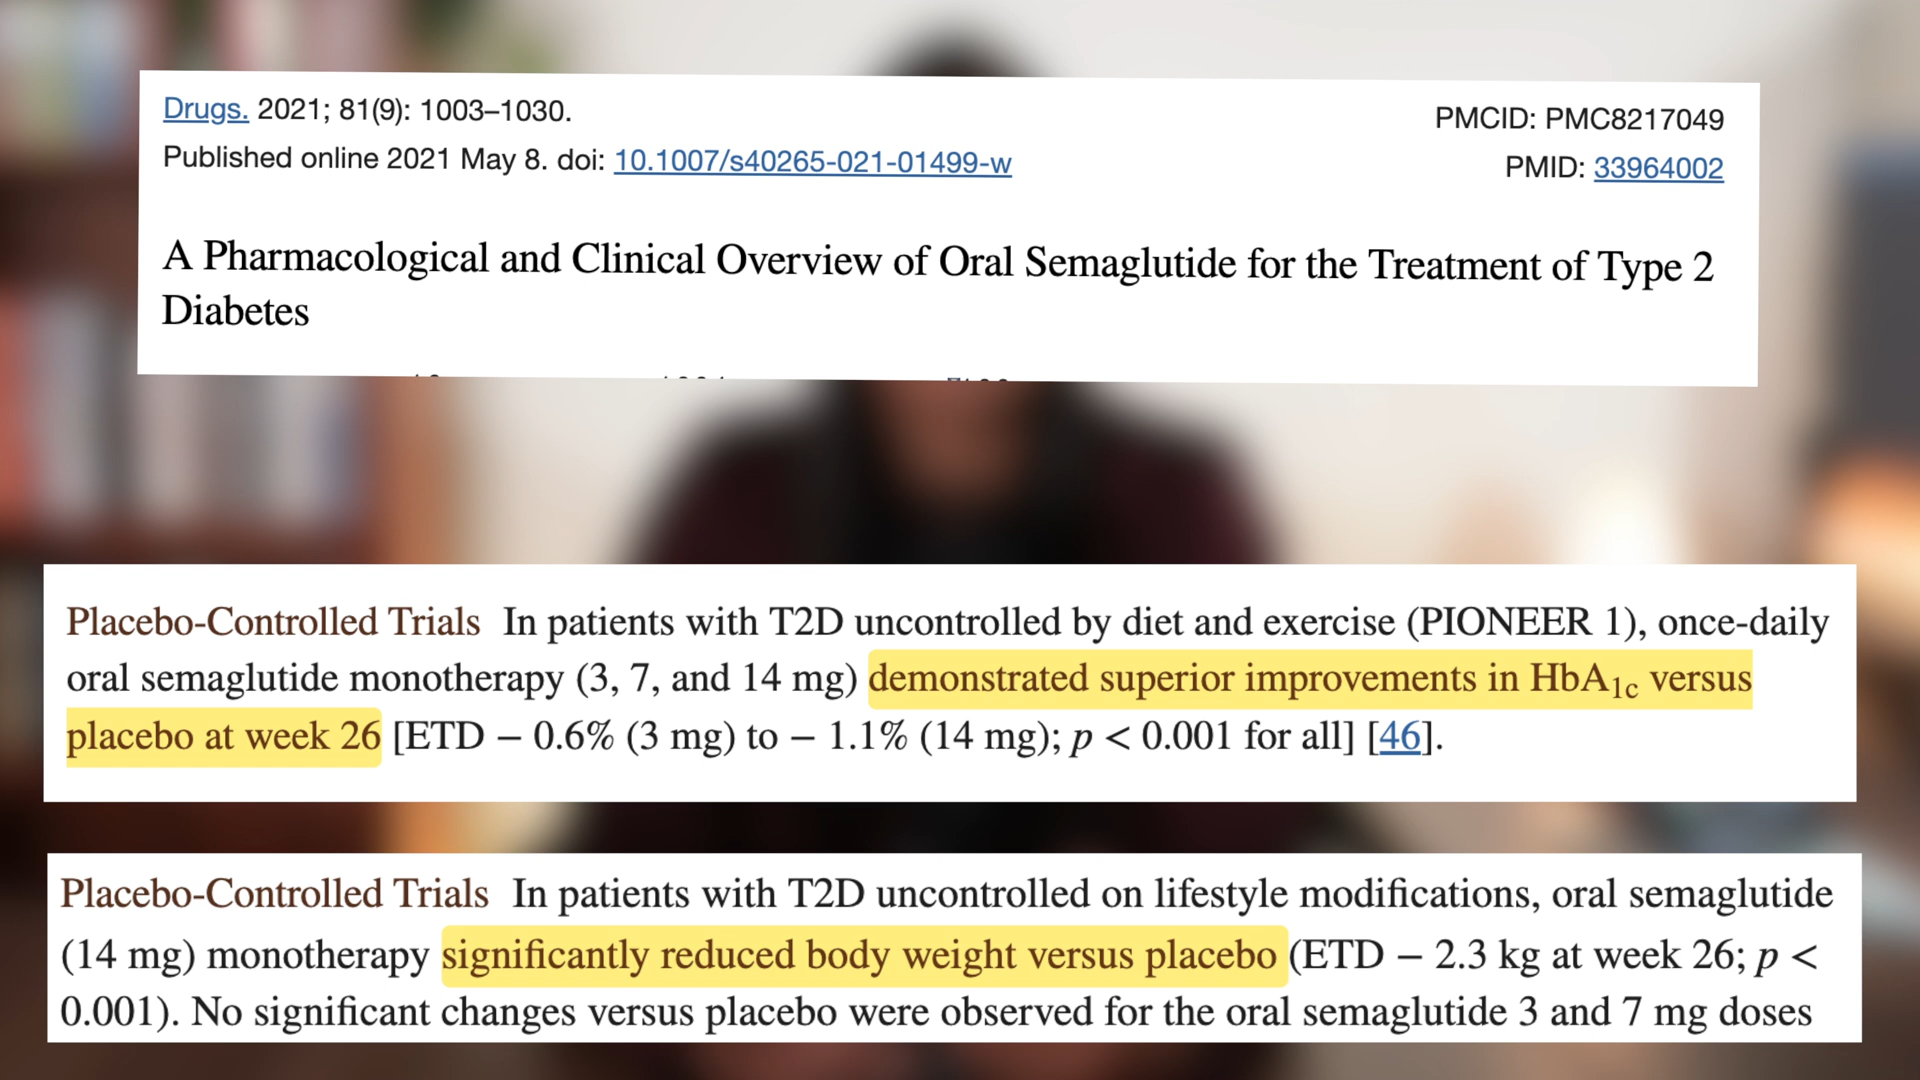 Drugs. 2021; 81(9): 1003–1030.
PMCID: PMC8217049
Published online 2021 May 8. doi: 10.1007/s40265-021-01499-w
PMID: 33964002
A Pharmacological and Clinical Overview of Oral Semaglutide for the Treatment of Type 2
Diabetes
Placebo-Controlled Trials In patients with T2D uncontrolled by diet and exercise (PIONEER 1), once-daily
oral semaglutide monotherapy (3, 7, and 14 mg) demonstrated superior improvements in HbA1c versus
placebo at week 26 [ETD − 0.6% (3 mg) to − 1.1% (14 mg); p < 0.001 for all] [46].
Placebo-Controlled Trials In patients with T2D uncontrolled on lifestyle modifications, oral semaglutide
(14 mg) monotherapy significantly reduced body weight versus placebo (ETD − 2.3 kg at week 26; p <
0.001). No significant changes versus placebo were observed for the oral semaglutide 3 and 7 mg doses